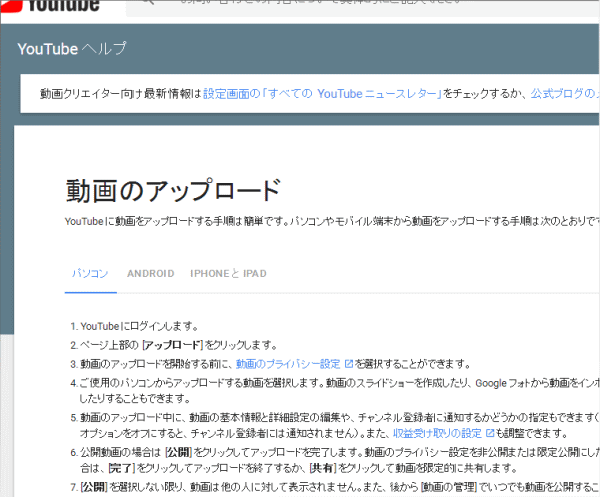 YouTube
YouTube ヘルプ
動画クリエイター向け最新情報は設定画面の「すべての YouTube ニュースレター」をチェックするか、公式ブログの
動画のアップロード
YouTube に動画をアップロードする手順は簡単です。パソコンやモバイル端末から動画をアップロードする手順は次のとおりです
パソコン ANDROID IPHONE と IPAD
1. YouTube にログインします。
2. ページ上部の [アップロード] をクリックします。
3. 動画のアップロードを開始する前に、動画のプライバシー設定 を選択することができます。
4. ご使用のパソコンからアップロードする動画を選択します。動画のスライドショーを作成したり、Google フォトから動画をインポ
したりすることもできます。
5. 動画のアップロード中に、動画の基本情報と詳細設定の編集や、チャンネル登録者に通知するかどうかの指定もできます(
オプションをオフにすると、チャンネル登録者には通知されません)。また、収益受け取りの設定 も調整できます。
6. 公開動画の場合は [公開] をクリックしてアップロードを完了します。動画のプライバシー設定を非公開または限定公開にした
合は、[完了] をクリックしてアップロードを終了するか、[共有] をクリックして動画を限定的に共有します。
7. [公開] を選択しない限り、動画は他の人に対して表示されません。また、後から [動画の管理] でいつでも動画を公開するこ